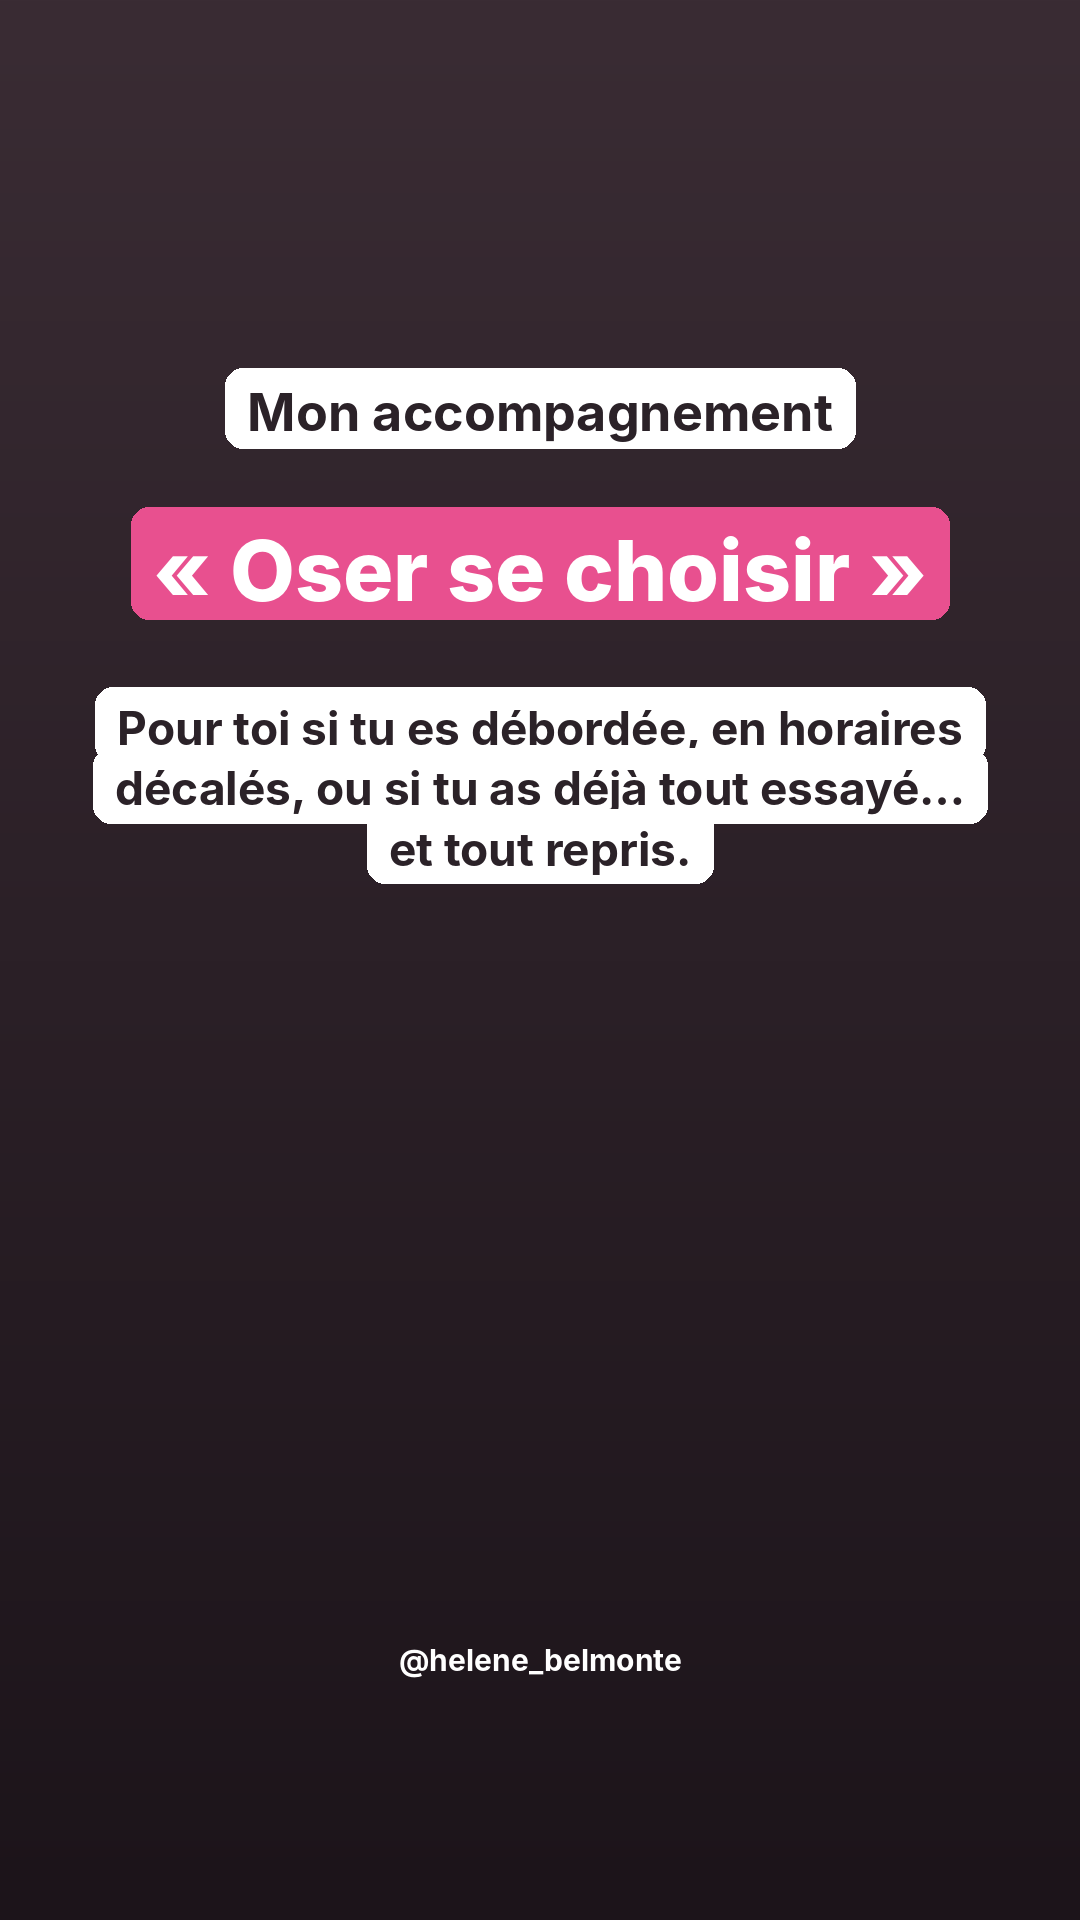 Mon accompagnement
« Oser se choisir »
Pour toi si tu es débordée, en horaires
décalés, ou si tu as déjà tout essayé…
et tout repris.
@helene_belmonte